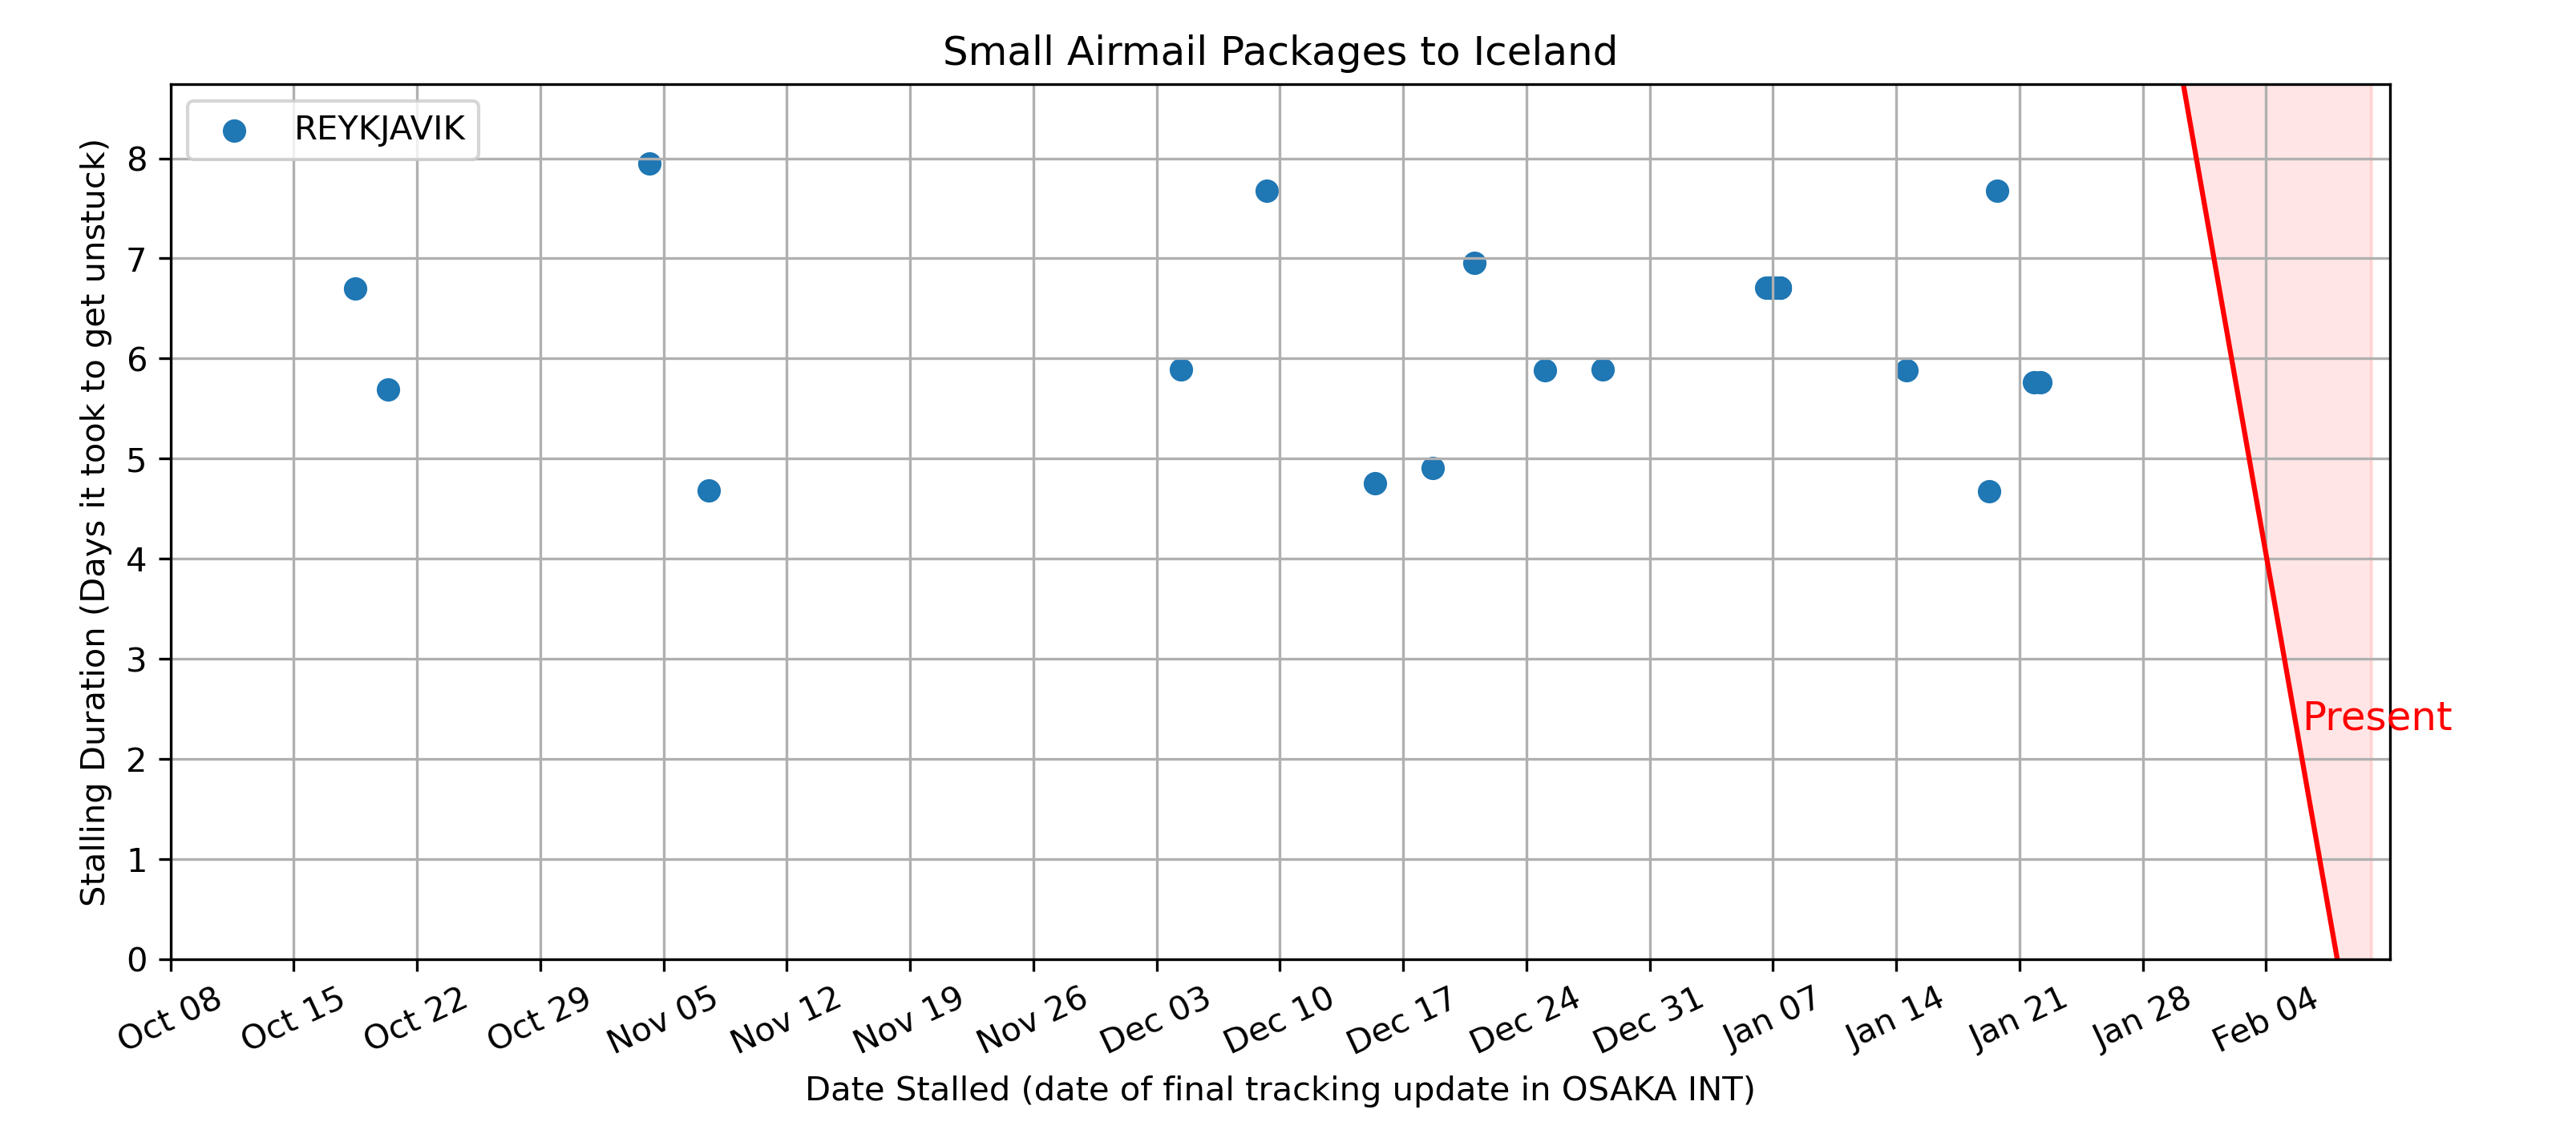 Small Airmail Packages to Iceland
REYKJAVIK
Stalling Duration (Days it took to get unstuck)
8
7
6
5
4
3
2
1
0
Present
Oct 08
Oct 15
Oct 22
Oct 29
Nov 05
Nov 12
Nov 19
Nov 26
Dec 03
Dec 10
Dec 17
Dec 24
Dec 31
Jan 07
Jan 14
Jan 21
Jan 28
Feb 04
Date Stalled (date of final tracking update in OSAKA INT)